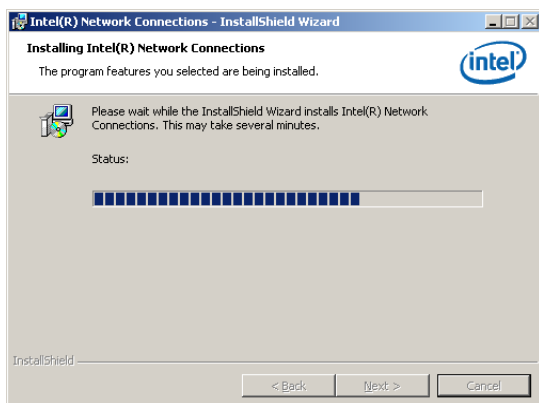 Intel(R) Network Connections - InstallShield Wizard
Installing Intel(R) Network Connections
The program features you selected are being installed.
intel
Please wait while the InstallShield Wizard installs Intel(R) Network
Connections. This may take several minutes.
Status:
InstallShield
< Back
Next >
Cancel